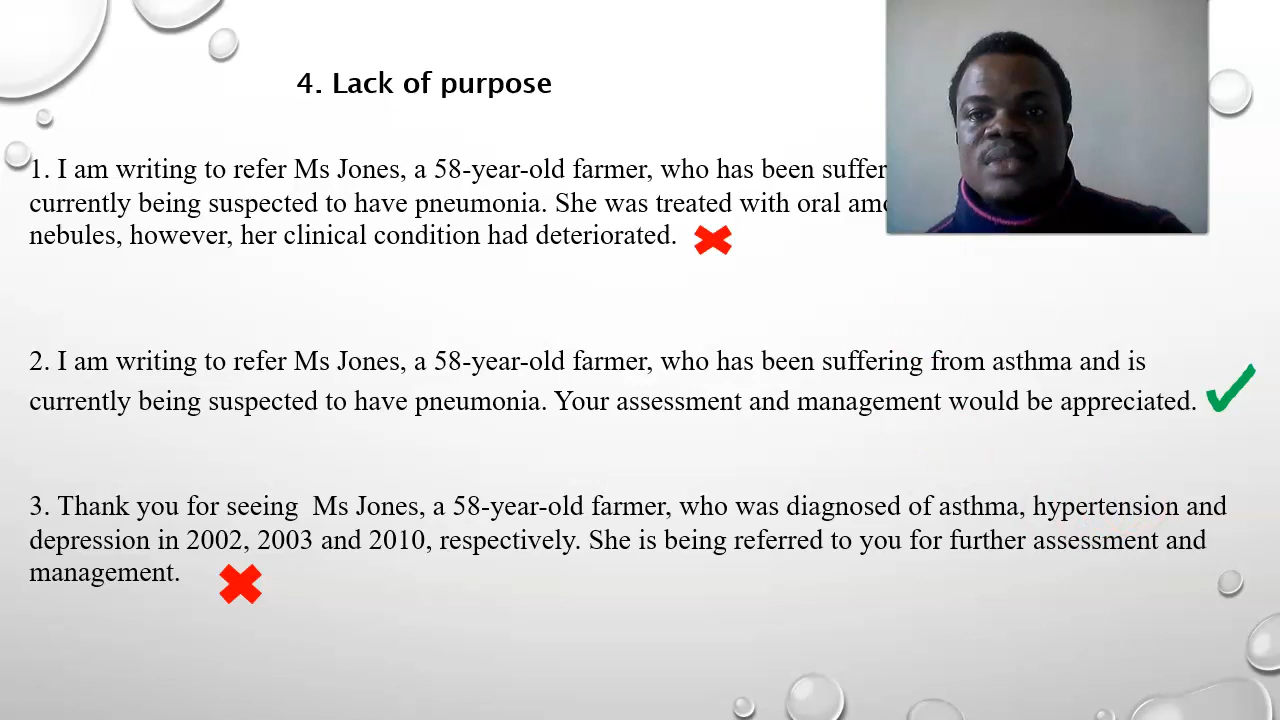 4. Lack of purpose
1. I am writing to refer Ms Jones, a 58-year-old farmer, who has been
currently being suspected to have pneumonia. She was treated with oral
nebules, however, her clinical condition had deteriorated.
2. I am writing to refer Ms Jones, a 58-year-old farmer, who has been suffering from asthma and is
currently being suspected to have pneumonia. Your assessment and management would be appreciated.
3. Thank you for seeing  Ms Jones, a 58-year-old farmer, who was diagnosed of asthma, hypertension and
depression in 2002, 2003 and 2010, respectively. She is being referred to you for further assessment and
management.